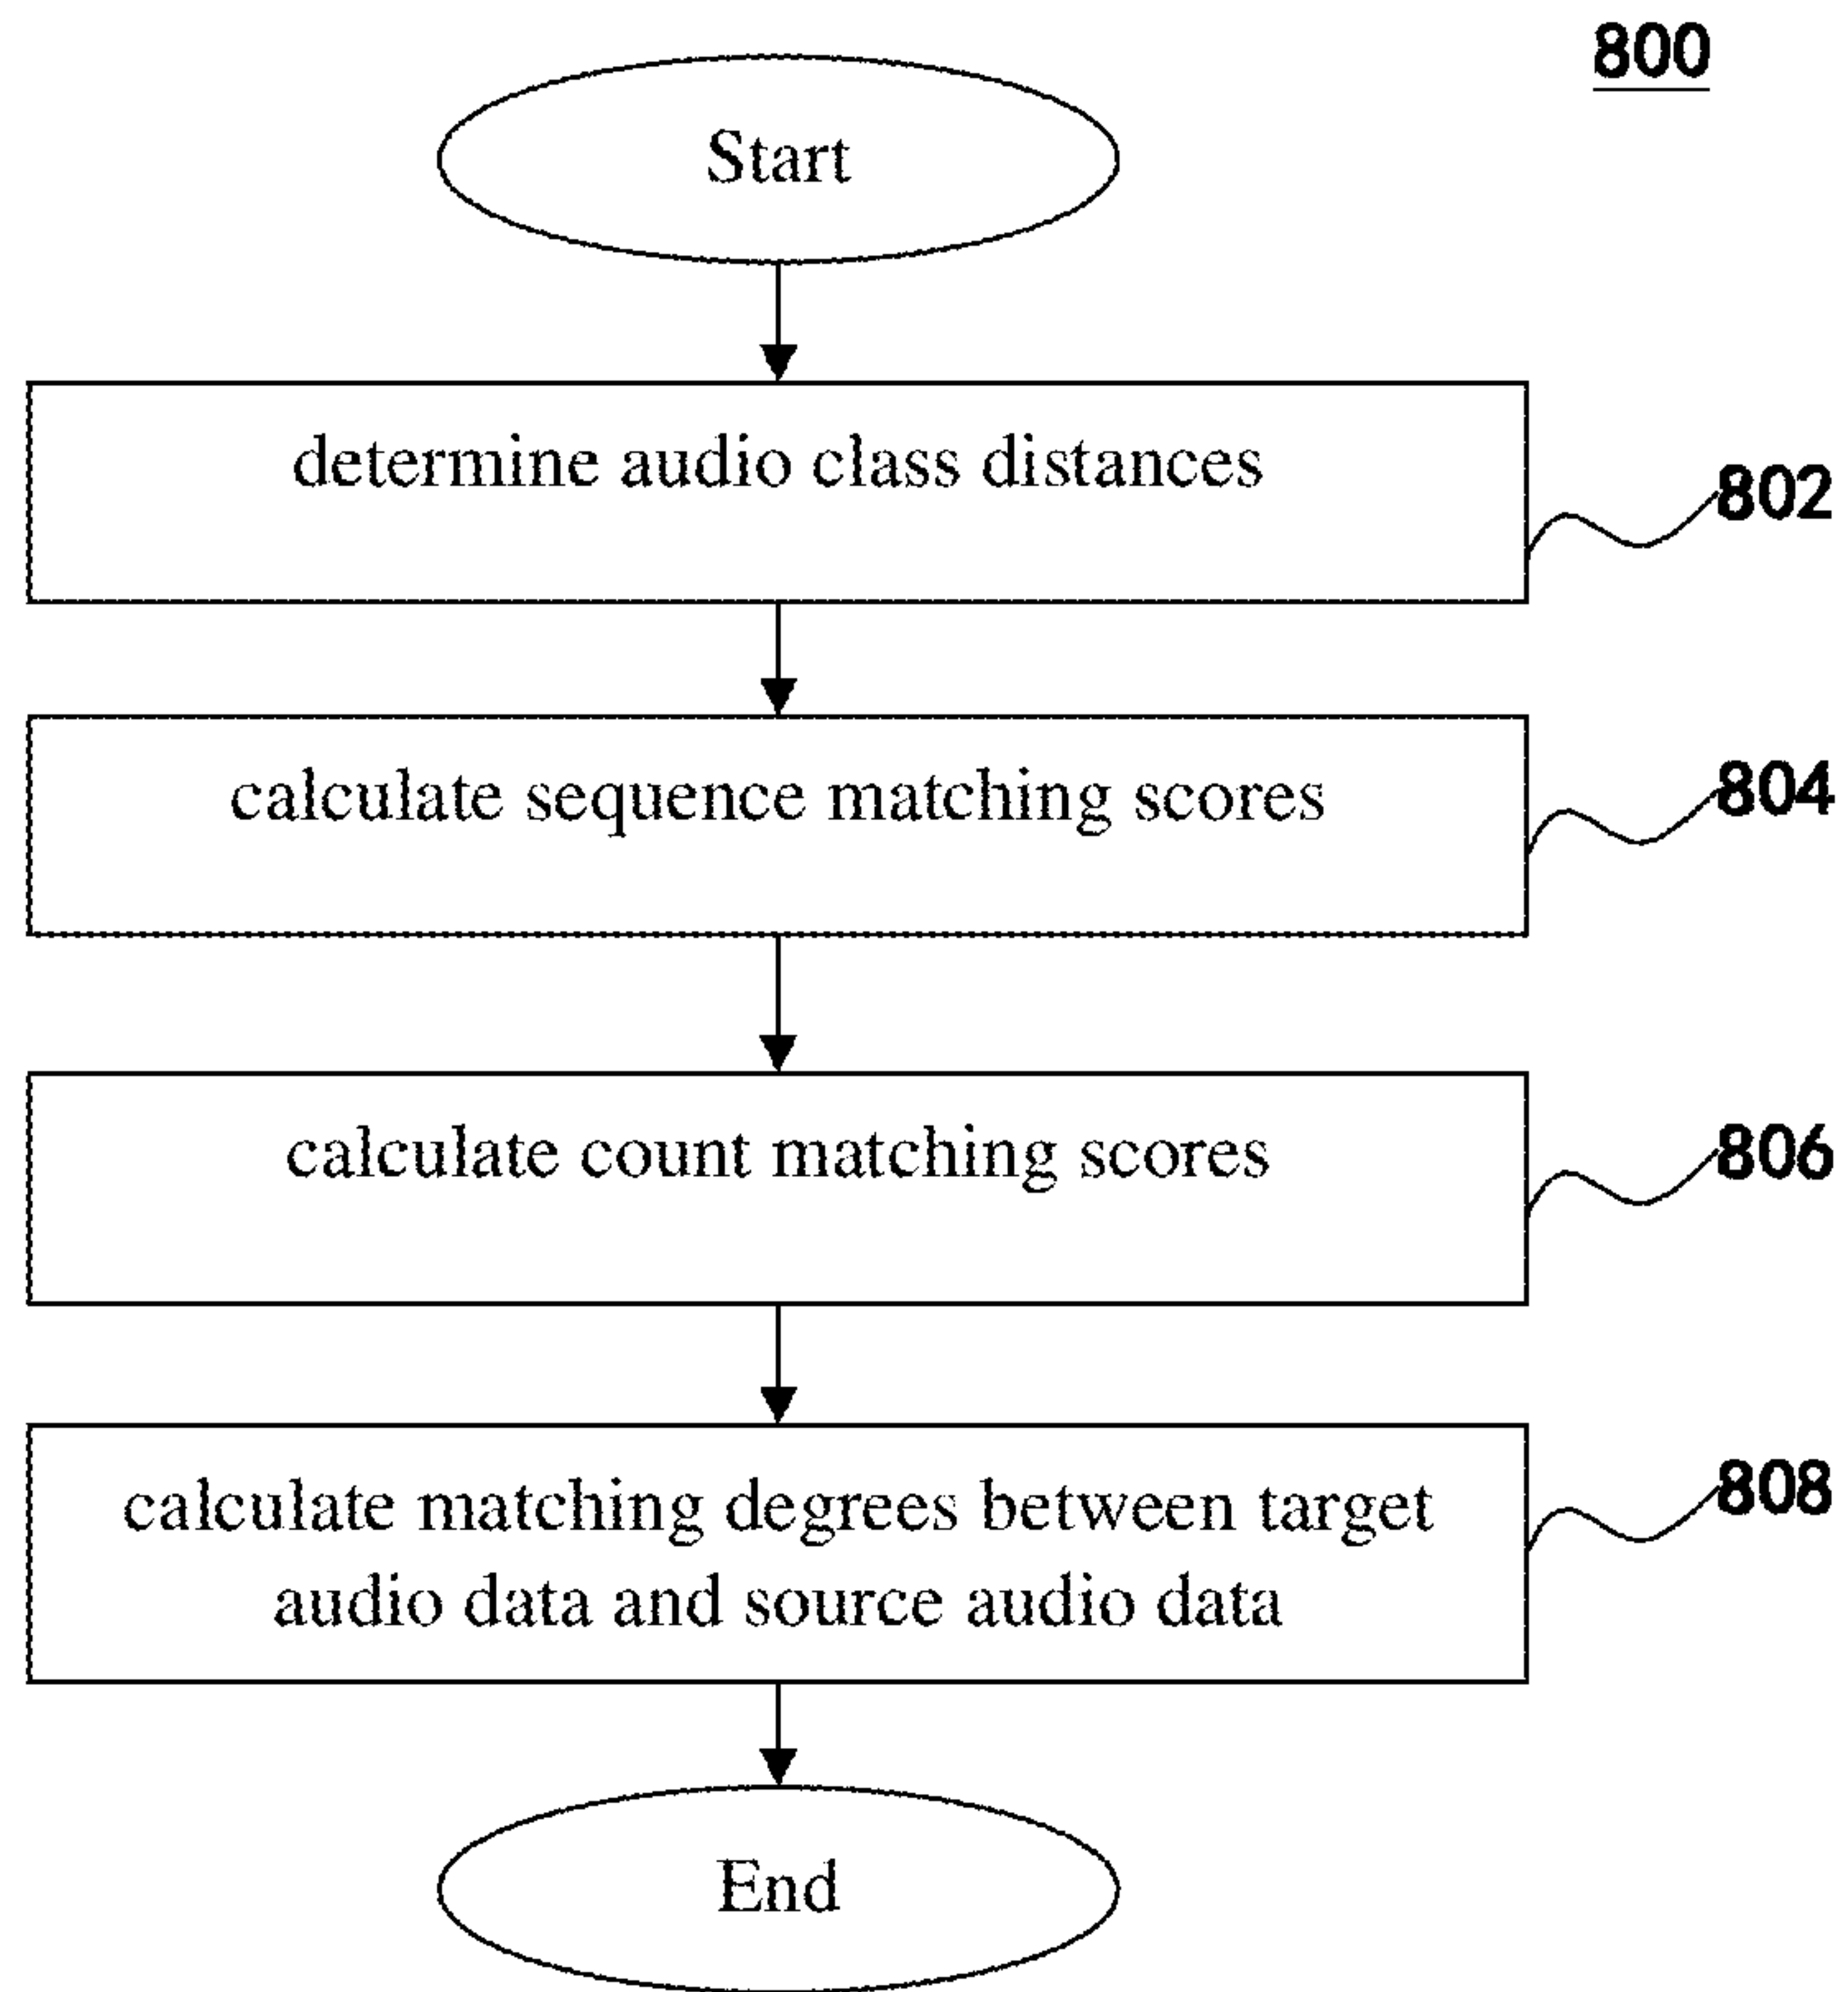 800
Start
determine audio class distances
802
calculate sequence matching scores
804
calculate count matching scores
806
calculate matching degrees between target
audio data and source audio data
808
End